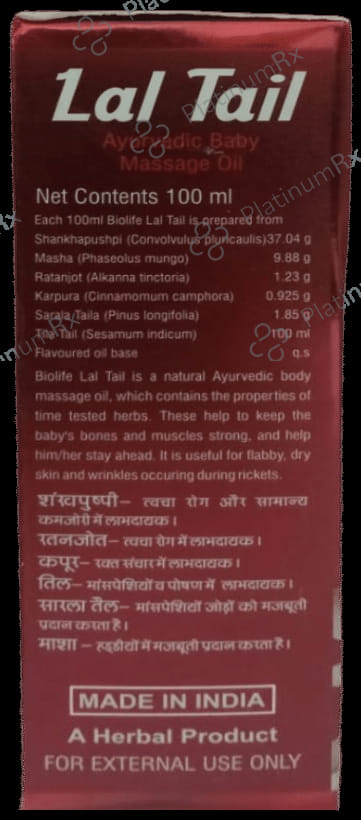 Lal Tail
Ayurvedic Baby
Massage Oil
Net Contents 100 ml
Each 100ml Biolife Lal Tail is prepared from
Shankhapushpi (Convolvulus pluricaulis)37.04 g
Masha (Phaseolus mungo) 9.88 g
Ratanjot (Alkanna tinctoria) 1.23 g
Karpura (Cinnamomum camphora) 0.925 g
Sarala Taila (Pinus longifolia) 1.85 g
Tila Tail (Sesamum indicum) 100 ml
Flavoured oil base q.s
Biolife Lal Tail is a natural Ayurvedic body
massage oil, which contains the properties of
time tested herbs. These help to keep the
baby's bones and muscles strong, and help
him/her stay ahead. It is useful for flabby, dry
skin and wrinkles occuring during rickets.
शंखपुष्पी– त्वचा रोग और सामान्य
कमजोरी में लाभदायक।
रतनजोत– त्वचा रोग में लाभदायक।
कपूर– रक्त संचार में लाभदायक।
तिल– मांसपेशियों व पोषण में लाभदायक।
सारला तैल– मांसपेशियों जोड़ों को मजबूती
प्रदान करता है।
माशा– हड्डीयों में मजबूती प्रदान करता है।
MADE IN INDIA
A Herbal Product
FOR EXTERNAL USE ONLY
PlatinumRx
PlatinumRx
PlatinumRx